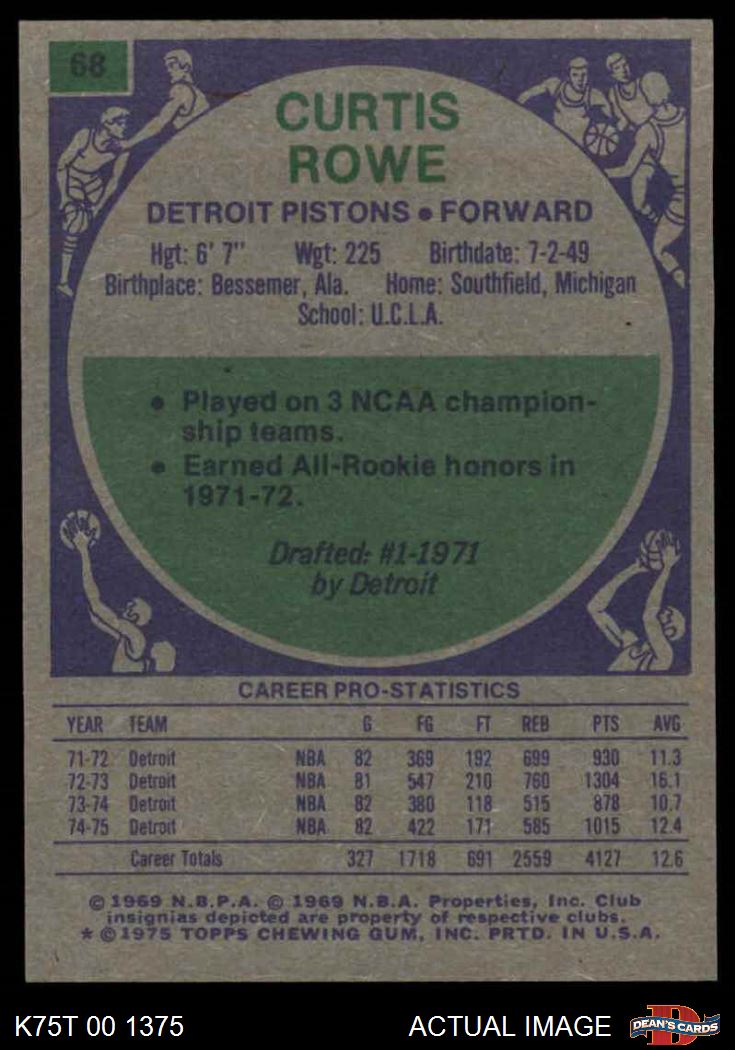 68
CURTIS
ROWE
DETROIT PISTONS • FORWARD
Hgt: 6' 7" Wgt: 225 Birthdate: 7-2-49
Birthplace: Bessemer, Ala. Home: Southfield, Michigan
School: U.C.L.A.
• Played on 3 NCAA champion-
ship teams.
• Earned All-Rookie honors in
1971-72.
Drafted: #1-1971
by Detroit
CAREER PRO-STATISTICS
YEAR TEAM G FG FT REB PTS AVG
71-72 Detroit NBA 82 369 192 699 930 11.3
72-73 Detroit NBA 81 547 210 760 1304 16.1
73-74 Detroit NBA 82 380 118 515 878 10.7
74-75 Detroit NBA 82 422 171 585 1015 12.4
Career Totals 327 1718 691 2559 4127 12.6
© 1969 N.B.P.A. © 1969 N.B.A. Properties, Inc. Club
insignias depicted are property of respective clubs.
* © 1975 TOPPS CHEWING GUM, INC. PRTD. IN U.S.A.
K75T 00 1375 ACTUAL IMAGE
DEAN'S CARDS